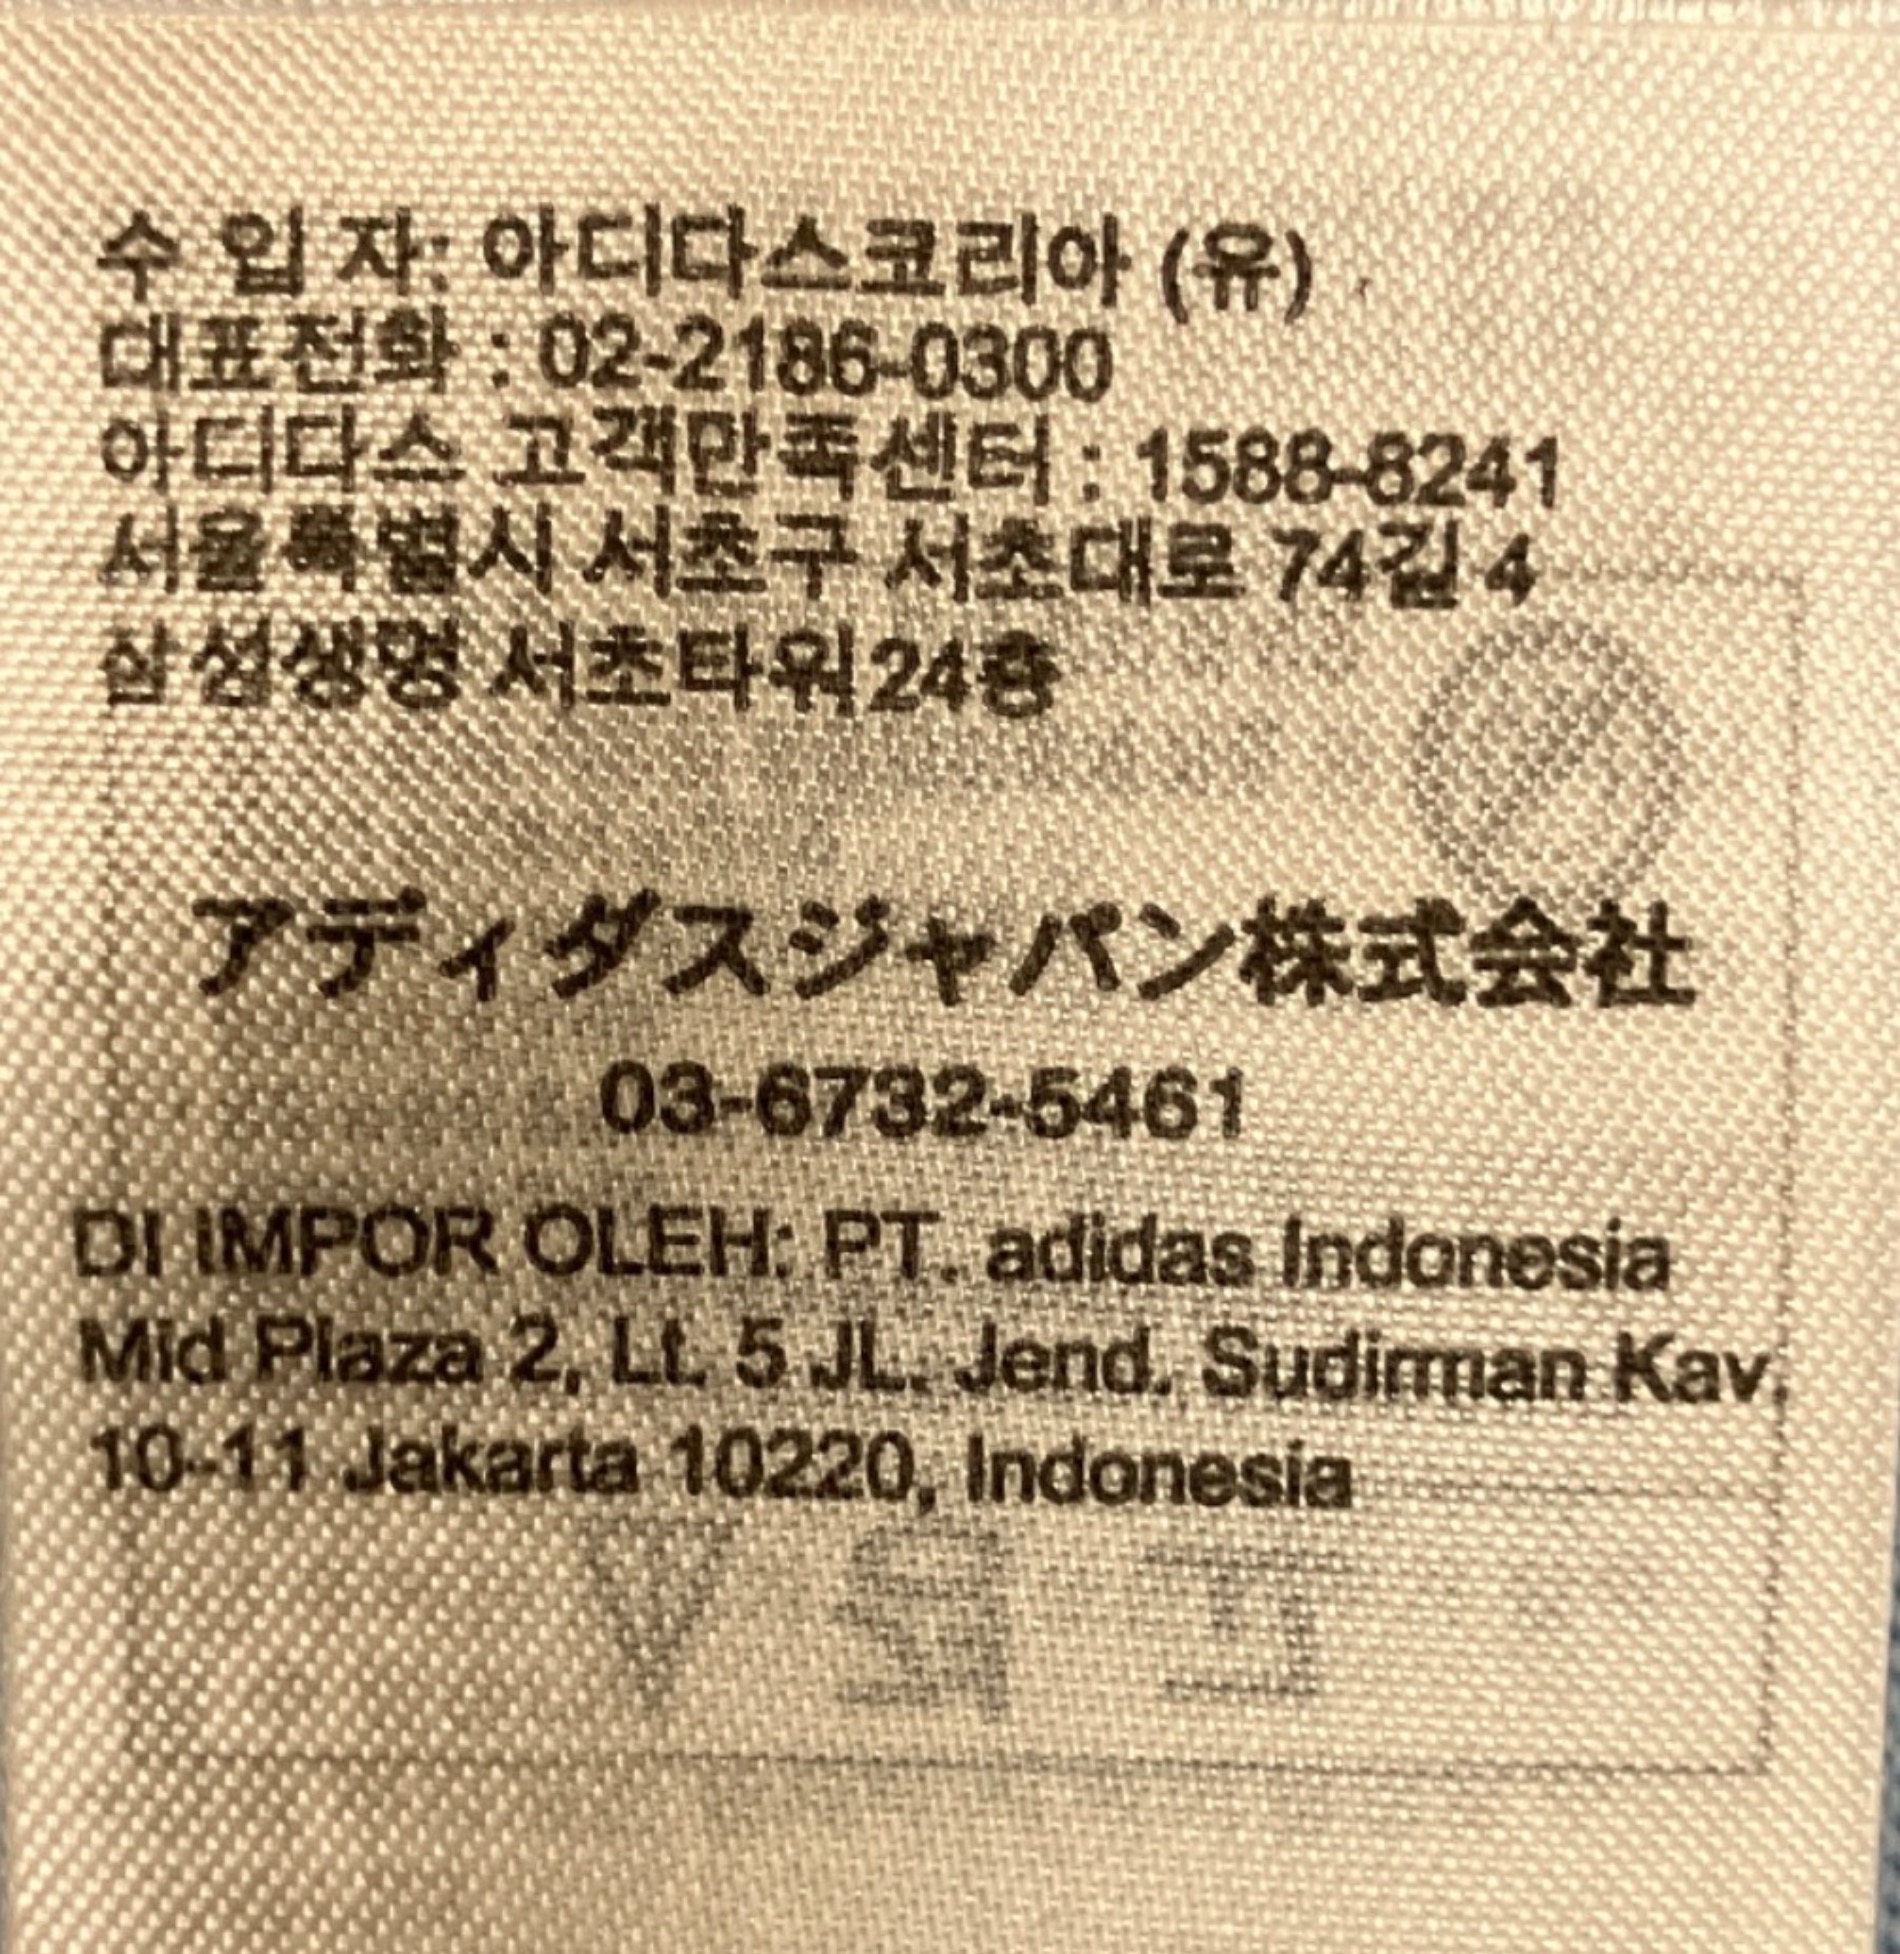 수 입 자: 아디다스코리아 (유)
대표전화 : 02-2186-0300
아디다스 고객만족센터 : 1588-8241
서울특별시 서초구 서초대로 74길 4
삼성생명 서초타워24층
アディダスジャパン株式会社
03-6732-5461
DI IMPOR OLEH: PT. adidas Indonesia
Mid Plaza 2, Lt. 5 JL. Jend. Sudirman Kav.
10-11 Jakarta 10220, Indonesia